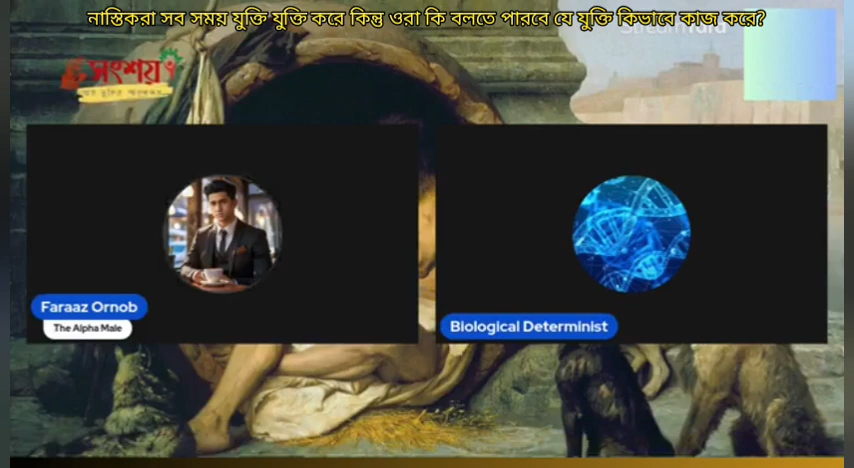 নাস্তিকরা সব সময় যুক্তি যুক্তি করে কিন্তু ওরা কি বলতে পারবে যে যুক্তি কিভাবে কাজ করে?
StreamYard
সংশয়
Faraaz Ornob
The Alpha Male
Biological Determinist